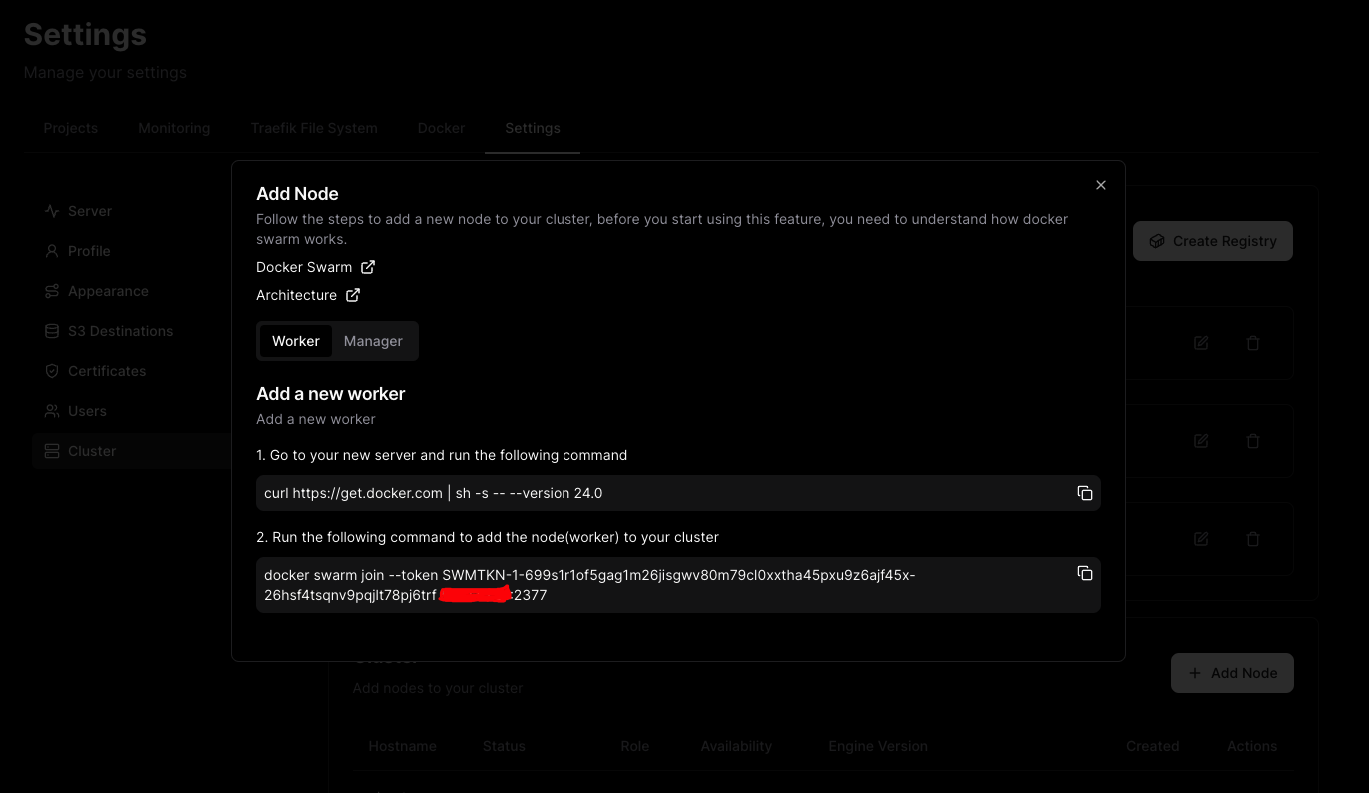 Settings
Manage your settings
Projects Monitoring Traefik File System Docker Settings
Add Node
Follow the steps to add a new node to your cluster, before you start using this feature, you need to understand how docker
swarm works.
Docker Swarm
Architecture
Worker Manager
Add a new worker
Add a new worker
1. Go to your new server and run the following command
curl https://get.docker.com | sh -s -- --version 24.0
2. Run the following command to add the node(worker) to your cluster
docker swarm join --token SWMTKN-1-699s1r1of5gag1m26jisgwv80m79cl0xxtha45pxu9z6ajf45x-
26hsf4tsqnv9pqjlt78pj6trf :2377
Server
Profile
Appearance
S3 Destinations
Certificates
Users
Cluster
Create Registry
Cluster
Add nodes to your cluster
Add Node
Hostname Status Role Availability Engine Version Created Actions